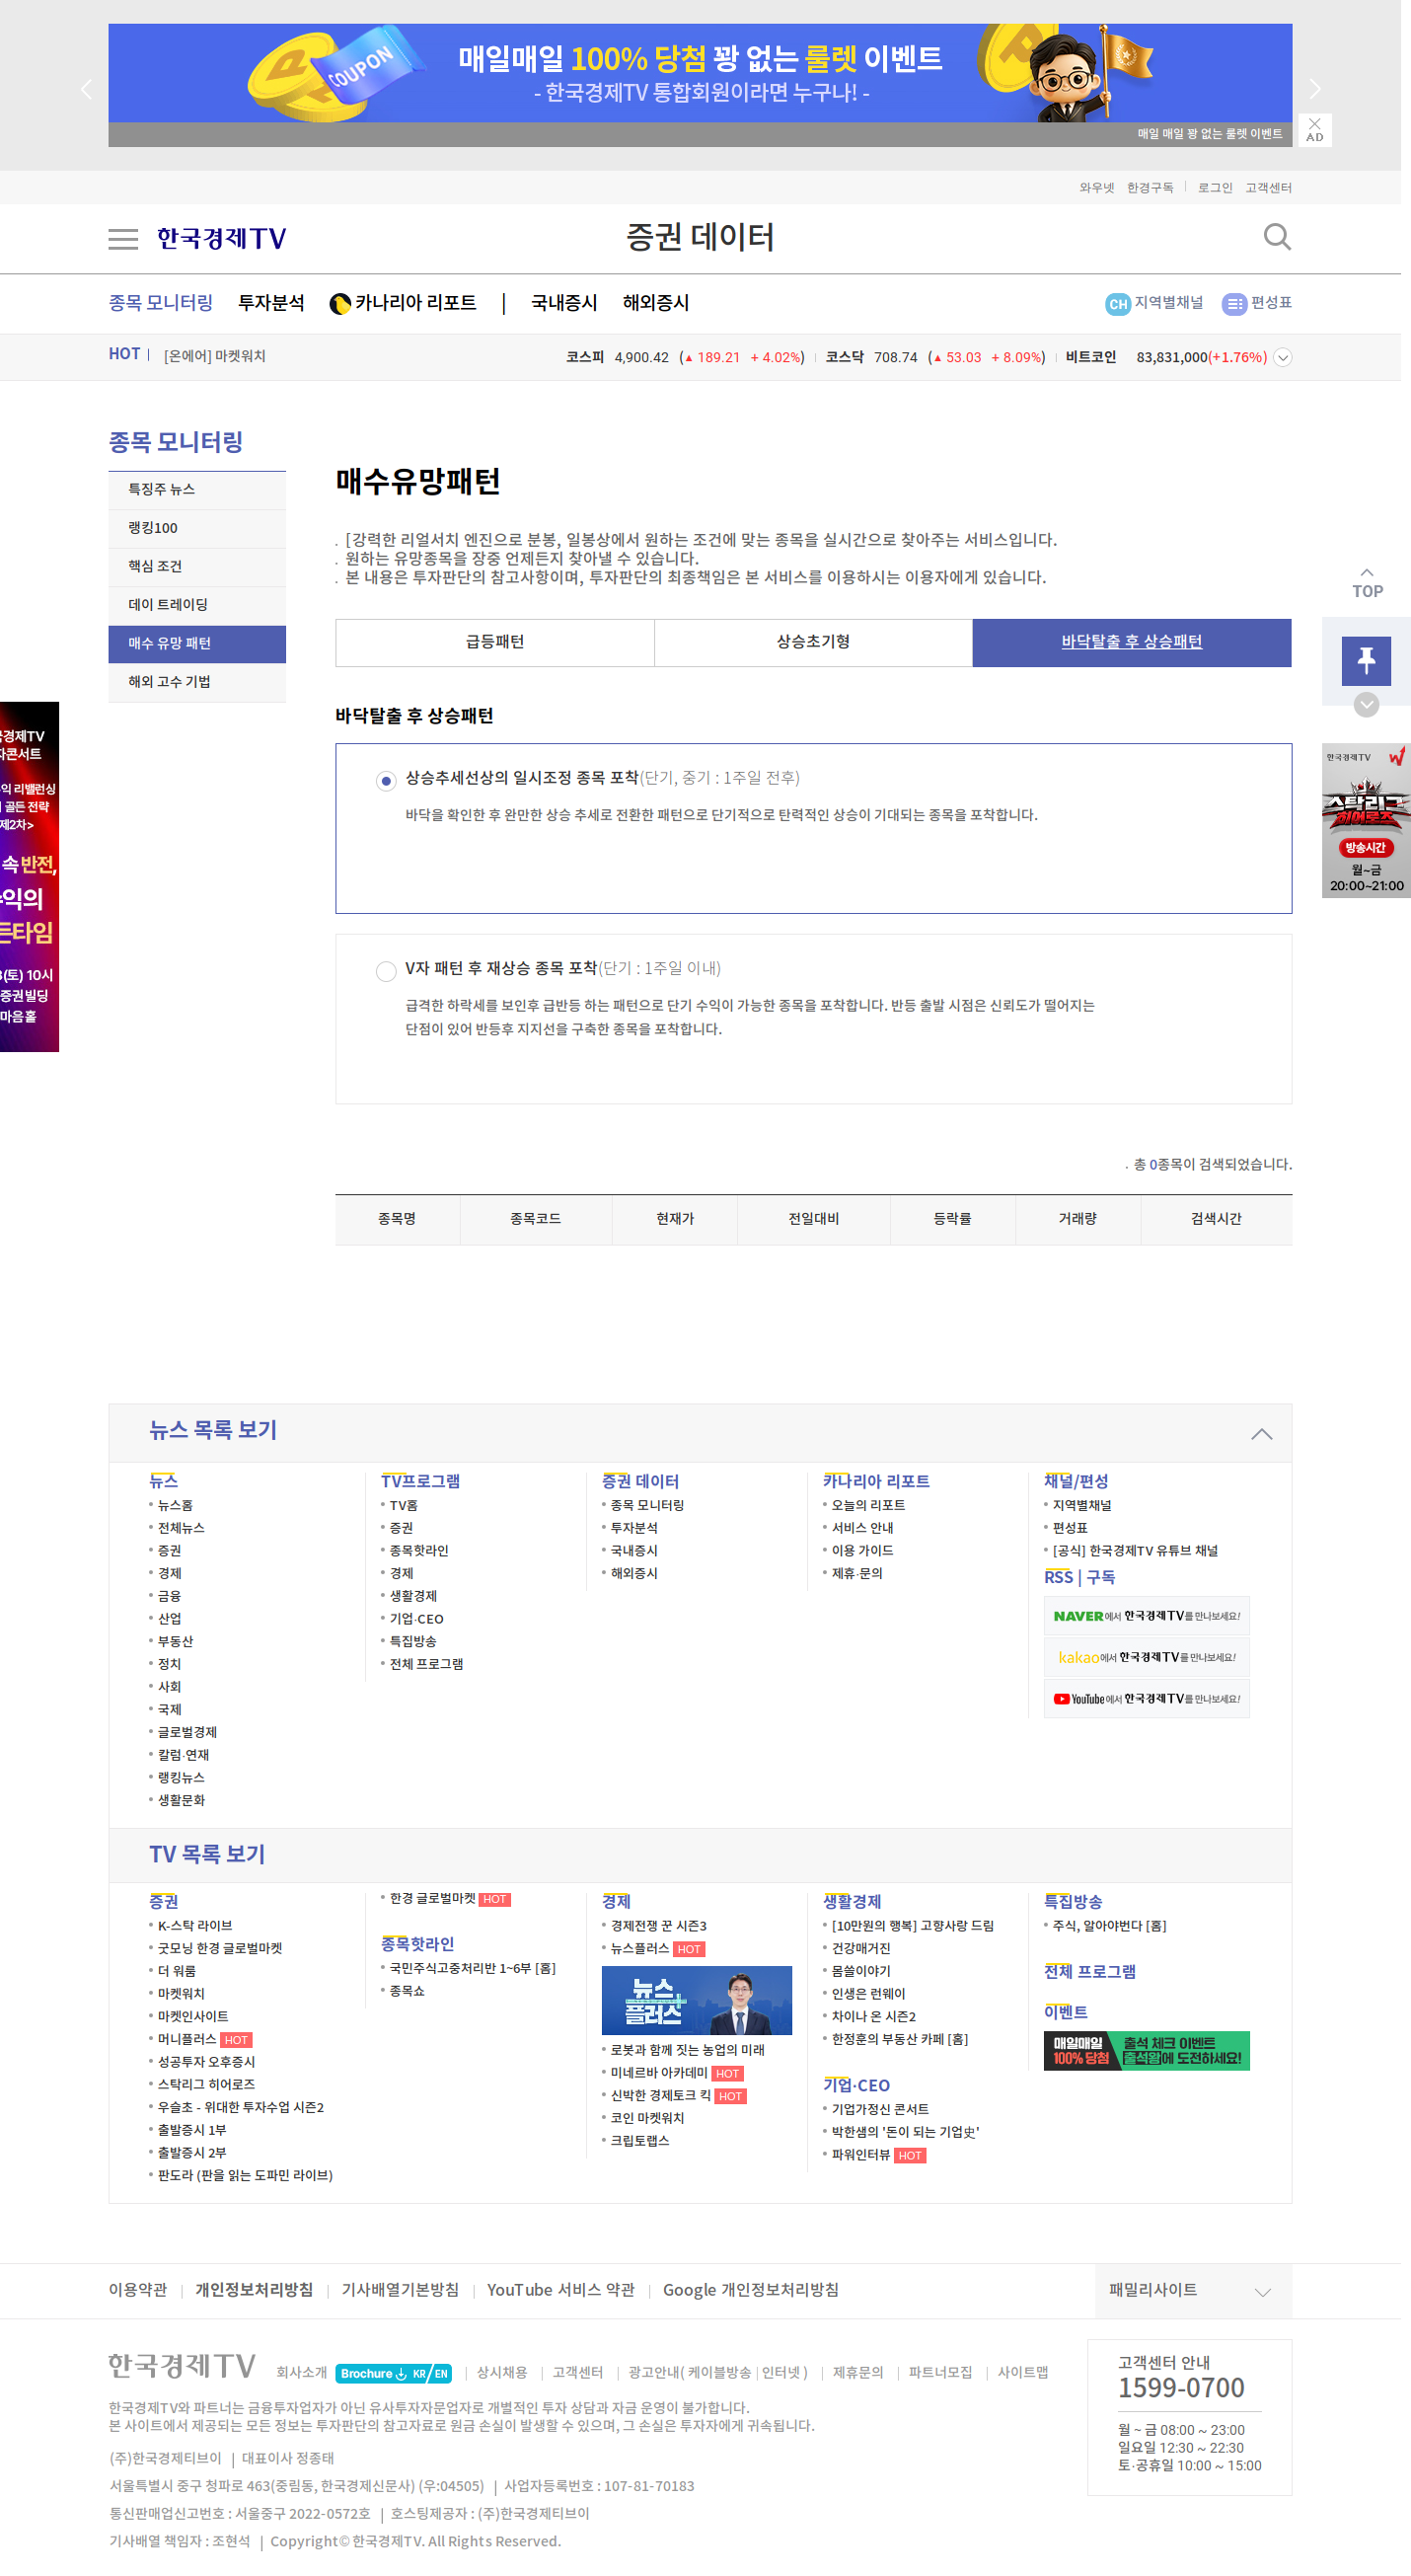 COUPON
매일매일 100% 당첨 꽝 없는 룰렛 이벤트
- 한국경제TV 통합회원이라면 누구나! -
매일 매일 꽝 없는 룰렛 이벤트
AD
와우넷 한경구독 로그인 고객센터
한국경제TV
증권 데이터
종목 모니터링 투자분석 카나리아 리포트 | 국내증시 해외증시
CH 지역별채널 편성표
HOT [온에어] 마켓워치
코스피 4,900.42 (▲ 189.21 + 4.02%) 코스닥 708.74 (▲ 53.03 + 8.09%) 비트코인 83,831,000(+1.76%)
종목 모니터링
특징주 뉴스
랭킹100
핵심 조건
데이 트레이딩
매수 유망 패턴
해외 고수 기법
매수유망패턴
[강력한 리얼서치 엔진으로 분봉, 일봉상에서 원하는 조건에 맞는 종목을 실시간으로 찾아주는 서비스입니다.
원하는 유망종목을 장중 언제든지 찾아낼 수 있습니다.
본 내용은 투자판단의 참고사항이며, 투자판단의 최종책임은 본 서비스를 이용하시는 이용자에게 있습니다.
급등패턴 상승초기형 바닥탈출 후 상승패턴
바닥탈출 후 상승패턴
상승추세선상의 일시조정 종목 포착(단기, 중기 : 1주일 전후)
바닥을 확인한 후 완만한 상승 추세로 전환한 패턴으로 단기적으로 탄력적인 상승이 기대되는 종목을 포착합니다.
V자 패턴 후 재상승 종목 포착(단기 : 1주일 이내)
급격한 하락세를 보인후 급반등 하는 패턴으로 단기 수익이 가능한 종목을 포착합니다. 반등 출발 시점은 신뢰도가 떨어지는
단점이 있어 반등후 지지선을 구축한 종목을 포착합니다.
총 0종목이 검색되었습니다.
종목명 종목코드 현재가 전일대비 등락률 거래량 검색시간
경제TV
콘서트
익 리밸런싱
골든 전략
제2차>
속 반전,
익의
든타임
(토) 10시
증권빌딩
마음홀
TOP
한국경제TV
스탁리그
히어로즈
방송시간
월~금
20:00~21:00
뉴스 목록 보기
뉴스
뉴스홈
전체뉴스
증권
경제
금융
산업
부동산
정치
사회
국제
글로벌경제
칼럼·연재
랭킹뉴스
생활문화
TV프로그램
TV홈
증권
종목핫라인
경제
생활경제
기업·CEO
특집방송
전체 프로그램
증권 데이터
종목 모니터링
투자분석
국내증시
해외증시
카나리아 리포트
오늘의 리포트
서비스 안내
이용 가이드
제휴·문의
채널/편성
지역별채널
편성표
[공식] 한국경제TV 유튜브 채널
RSS | 구독
NAVER에서 한국경제TV를 만나보세요!
kakao에서 한국경제TV를 만나보세요!
YouTube에서 한국경제TV를 만나보세요!
TV 목록 보기
증권
K-스탁 라이브
굿모닝 한경 글로벌마켓
더 워룸
마켓워치
마켓인사이트
머니플러스 HOT
성공투자 오후증시
스탁리그 히어로즈
우슬초 - 위대한 투자수업 시즌2
출발증시 1부
출발증시 2부
판도라 (판을 읽는 도파민 라이브)
한경 글로벌마켓 HOT
종목핫라인
국민주식고충처리반 1~6부 [홈]
종목쇼
경제
경제전쟁 꾼 시즌3
뉴스플러스 HOT
뉴스
플러스
로봇과 함께 짓는 농업의 미래
미네르바 아카데미 HOT
신박한 경제토크 킥 HOT
코인 마켓워치
크립토랩스
생활경제
[10만원의 행복] 고향사랑 드림
건강매거진
몸쓸이야기
인생은 런웨이
차이나 온 시즌2
한정훈의 부동산 카페 [홈]
기업·CEO
기업가정신 콘서트
박한샘의 '돈이 되는 기업史'
파워인터뷰 HOT
특집방송
주식, 알아야번다 [홈]
전체 프로그램
이벤트
매일매일 100% 당첨 출석 체크 이벤트 출석왕에 도전하세요!
이용약관 개인정보처리방침 기사배열기본방침 YouTube 서비스 약관 Google 개인정보처리방침
패밀리사이트
한국경제TV 회사소개 Brochure KR/EN 상시채용 고객센터 광고안내( 케이블방송 | 인터넷 ) 제휴문의 파트너모집 사이트맵
한국경제TV와 파트너는 금융투자업자가 아닌 유사투자자문업자로 개별적인 투자 상담과 자금 운영이 불가합니다.
본 사이트에서 제공되는 모든 정보는 투자판단의 참고자료로 원금 손실이 발생할 수 있으며, 그 손실은 투자자에게 귀속됩니다.
(주)한국경제티브이 | 대표이사 정종태
서울특별시 중구 청파로 463(중림동, 한국경제신문사) (우:04505) | 사업자등록번호 : 107-81-70183
통신판매업신고번호 : 서울중구 2022-0572호 | 호스팅제공자 : (주)한국경제티브이
기사배열 책임자 : 조현석 | Copyright© 한국경제TV. All Rights Reserved.
고객센터 안내
1599-0700
월 ~ 금 08:00 ~ 23:00
일요일 12:30 ~ 22:30
토·공휴일 10:00 ~ 15:00